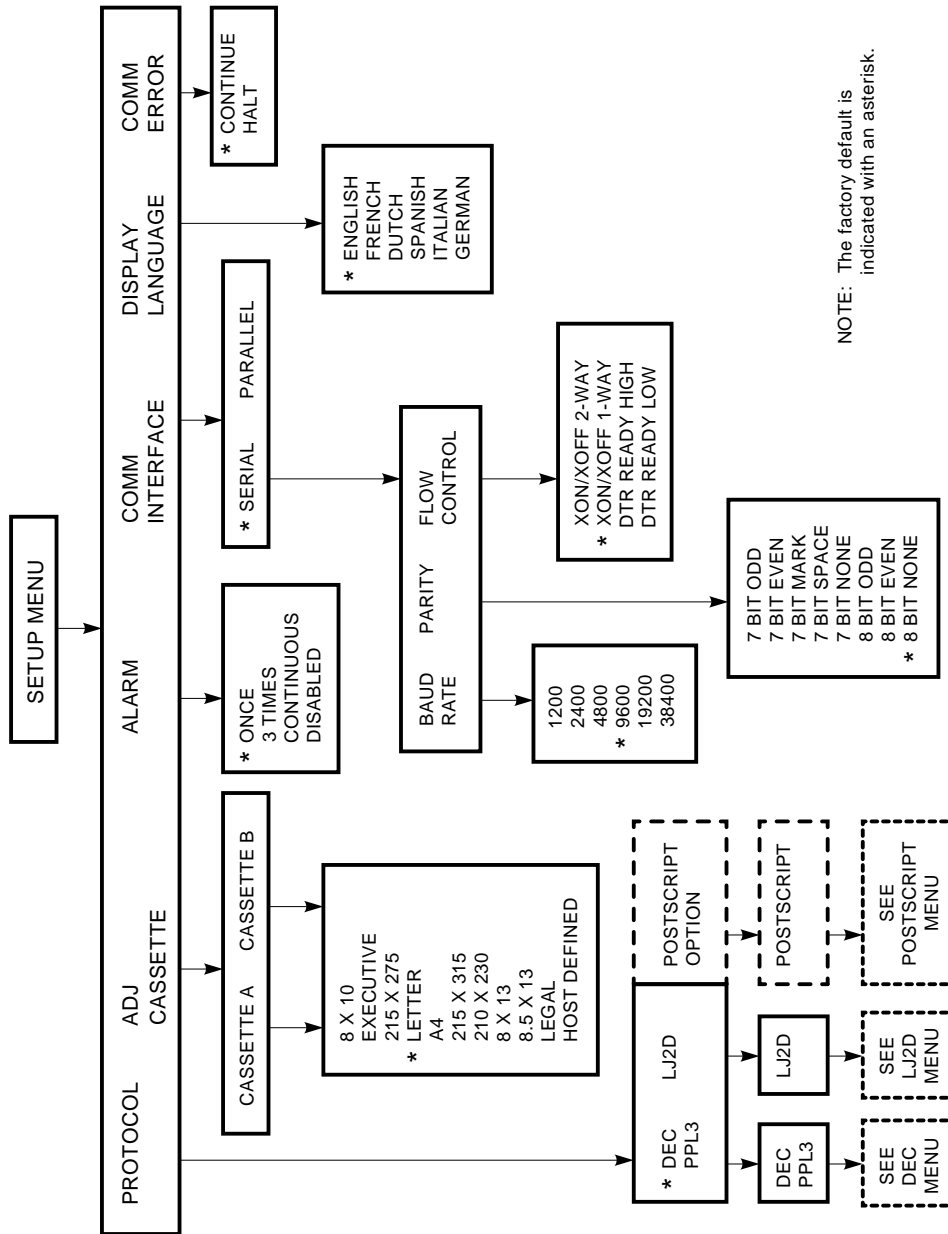 SETUP MENU
PROTOCOL
ADJ
CASSETTE
ALARM
COMM
INTERFACE
DISPLAY
LANGUAGE
COMM
ERROR
CASSETTE A
CASSETTE B
* ONCE
3 TIMES
CONTINUOUS
DISABLED
* SERIAL
PARALLEL
* CONTINUE
HALT
8 X 10
EXECUTIVE
215 X 275
* LETTER
A4
215 X 315
210 X 230
8 X 13
8.5 X 13
LEGAL
HOST DEFINED
* ENGLISH
FRENCH
DUTCH
SPANISH
ITALIAN
GERMAN
BAUD
RATE
PARITY
FLOW
CONTROL
1200
2400
4800
* 9600
19200
38400
XON/XOFF 2-WAY
* XON/XOFF 1-WAY
DTR READY HIGH
DTR READY LOW
7 BIT ODD
7 BIT EVEN
7 BIT MARK
7 BIT SPACE
7 BIT NONE
8 BIT ODD
8 BIT EVEN
* 8 BIT NONE
* DEC
PPL3
LJ2D
POSTSCRIPT
OPTION
DEC
PPL3
LJ2D
POSTSCRIPT
SEE
DEC
MENU
SEE
LJ2D
MENU
SEE
POSTSCRIPT
MENU
NOTE: The factory default is
indicated with an asterisk.